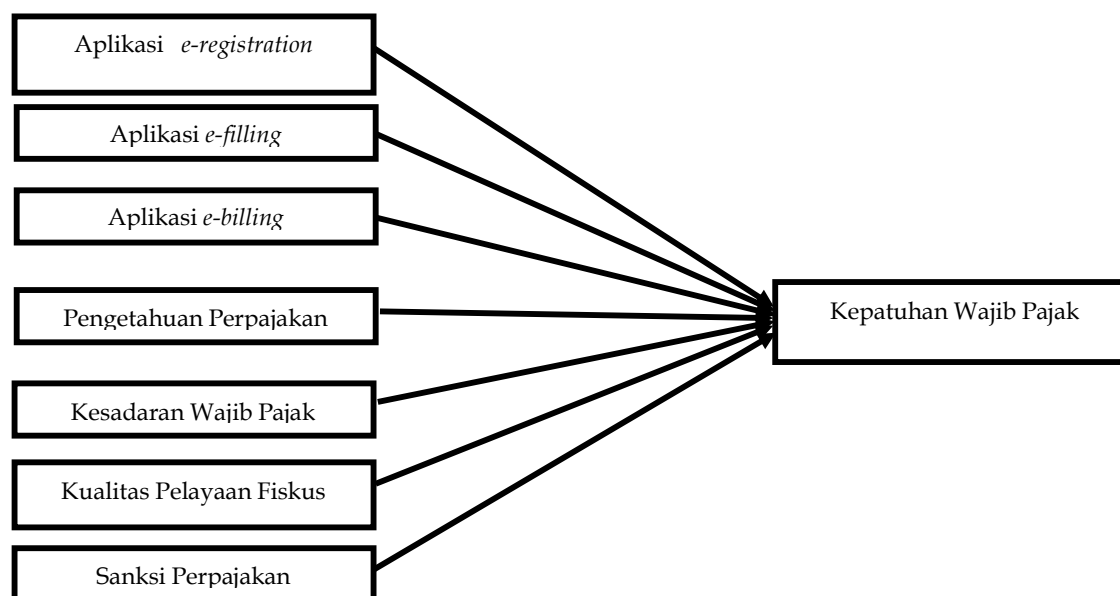 Aplikasi e-registration
Aplikasi e-filling
Aplikasi e-billing
Pengetahuan Perpajakan
Kesadaran Wajib Pajak
Kualitas Pelayaan Fiskus
Sanksi Perpajakan
Kepatuhan Wajib Pajak